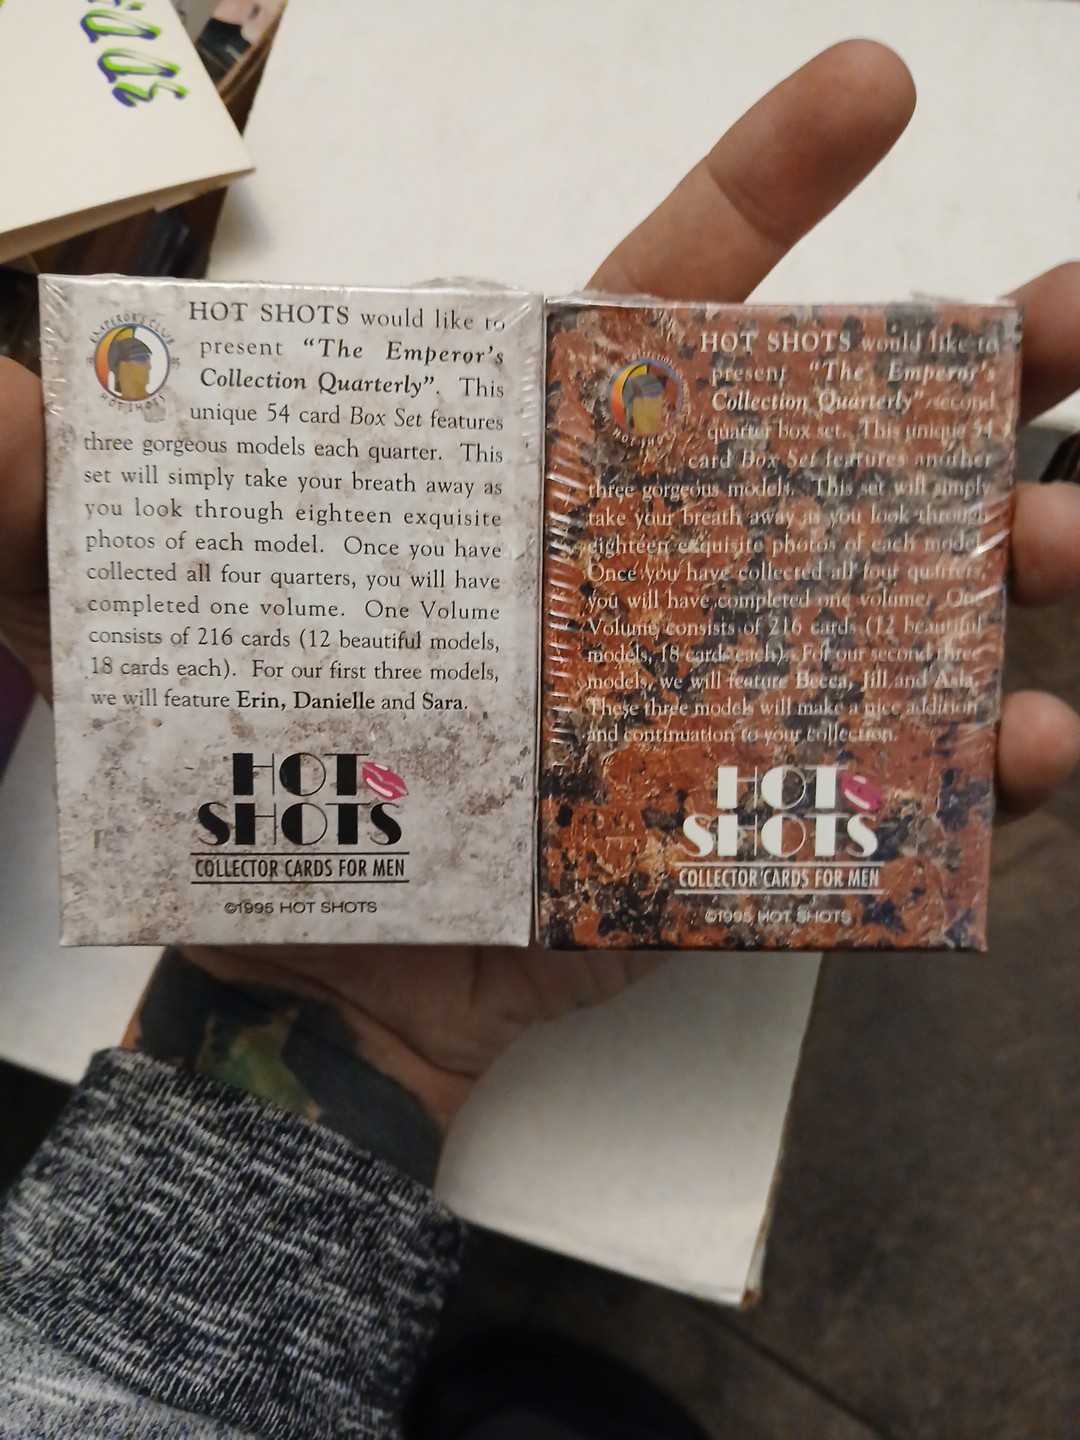 HOT SHOTS would like to
present "The Emperor's
Collection Quarterly". This
unique 54 card Box Set features
three gorgeous models each quarter. This
set will simply take your breath away as
you look through eighteen exquisite
photos of each model. Once you have
collected all four quarters, you will have
completed one volume. One Volume
consists of 216 cards (12 beautiful models,
18 cards each). For our first three models,
we will feature Erin, Danielle and Sara.
EMPEROR'S CLUB
95
HOT SHOTS
HOT
SHOTS
COLLECTOR CARDS FOR MEN
©1995 HOT SHOTS
HOT SHOTS would like to
present "The Emperor's
Collection Quarterly" second
quarter box set. This unique 54
card Box Set features another
three gorgeous models. This set will simply
take your breath away as you look through
eighteen exquisite photos of each model.
Once you have collected all four quarters,
you will have completed one volume. One
Volume consists of 216 cards (12 beautiful
models, 18 cards each). For our second three
models, we will feature Becca, Jill and Asia.
These three models will make a nice addition
and continuation to your collection.
HOT SHOTS
HOT
SHOTS
COLLECTOR CARDS FOR MEN
©1995 HOT SHOTS